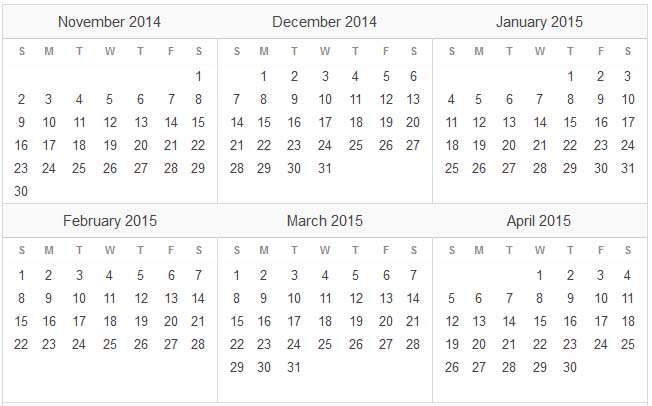 November 2014 December 2014 January 2015
S M T W T F S S M T W T F S S M T W T F S
1 1 2 3 4 5 6 1 2 3
2 3 4 5 6 7 8 7 8 9 10 11 12 13 4 5 6 7 8 9 10
9 10 11 12 13 14 15 14 15 16 17 18 19 20 11 12 13 14 15 16 17
16 17 18 19 20 21 22 21 22 23 24 25 26 27 18 19 20 21 22 23 24
23 24 25 26 27 28 29 28 29 30 31 25 26 27 28 29 30 31
30
February 2015 March 2015 April 2015
S M T W T F S S M T W T F S S M T W T F S
1 2 3 4 5 6 7 1 2 3 4 5 6 7 1 2 3 4
8 9 10 11 12 13 14 8 9 10 11 12 13 14 5 6 7 8 9 10 11
15 16 17 18 19 20 21 15 16 17 18 19 20 21 12 13 14 15 16 17 18
22 23 24 25 26 27 28 22 23 24 25 26 27 28 19 20 21 22 23 24 25
29 30 31 26 27 28 29 30